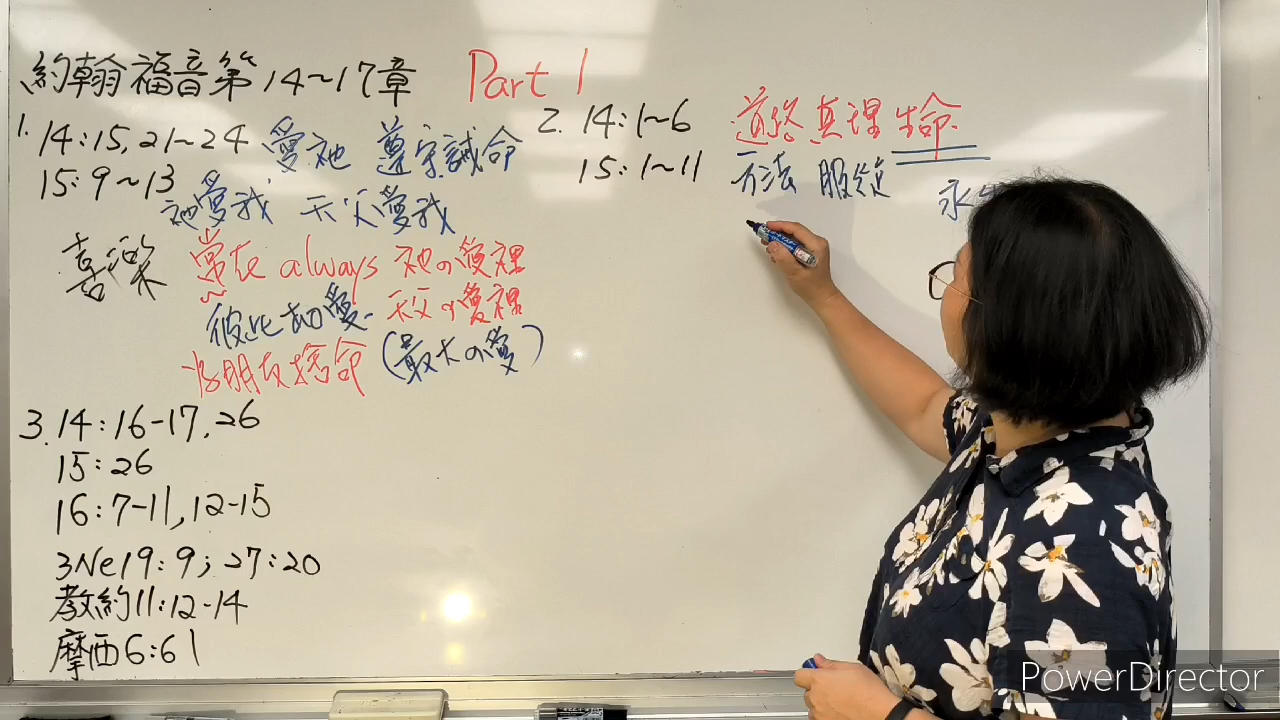 約翰福音第14~17章 Part 1
1. 14:15,21~24 愛祂 遵守誡命
15:9~13
祂愛我 天父愛我
喜樂 常在 always 祂の愛裡
彼此相愛. 天父の愛裡
為朋友捨命 (最大の愛)
2. 14:1~6 道路 真理 生命.
15:1~11 方法 服從
永生
3. 14:16-17,26
15:26
16:7-11,12-15
3Ne19:9;27:20
教約11:12-14
摩西6:61
PowerDirector